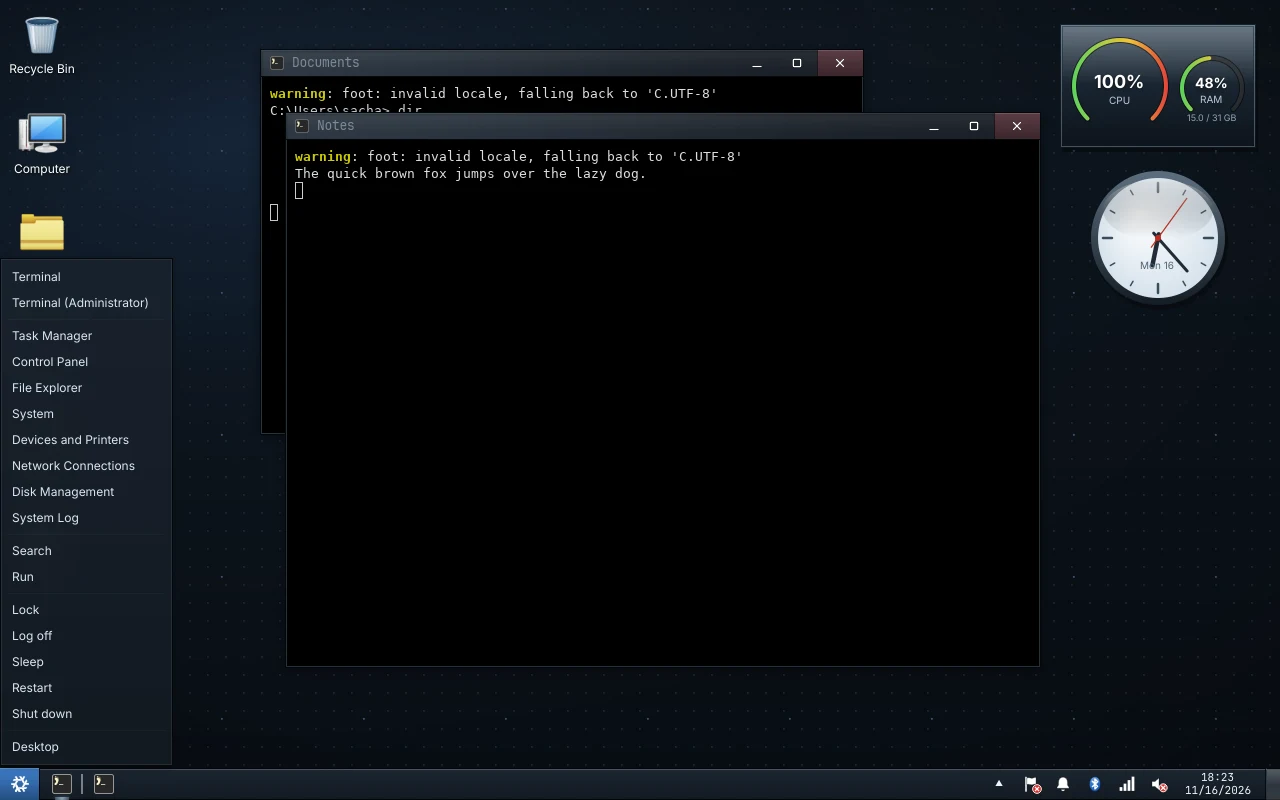 Recycle Bin
Computer
Documents
warning: foot: invalid locale, falling back to 'C.UTF-8'
C:\Users\sacha> dir
Notes
warning: foot: invalid locale, falling back to 'C.UTF-8'
The quick brown fox jumps over the lazy dog.
100%
CPU
48%
RAM
15.0 / 31 GB
Mon 16
Terminal
Terminal (Administrator)
Task Manager
Control Panel
File Explorer
System
Devices and Printers
Network Connections
Disk Management
System Log
Search
Run
Lock
Log off
Sleep
Restart
Shut down
Desktop
18:23
11/16/2026